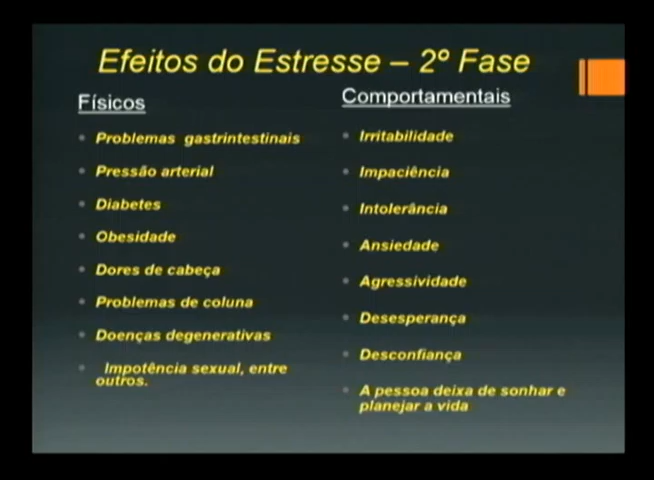 Efeitos do Estresse – 2º Fase
Físicos
Problemas gastrintestinais
Pressão arterial
Diabetes
Obesidade
Dores de cabeça
Problemas de coluna
Doenças degenerativas
Impotência sexual, entre
outros.
Comportamentais
Irritabilidade
Impaciência
Intolerância
Ansiedade
Agressividade
Desesperança
Desconfiança
A pessoa deixa de sonhar e
planejar a vida